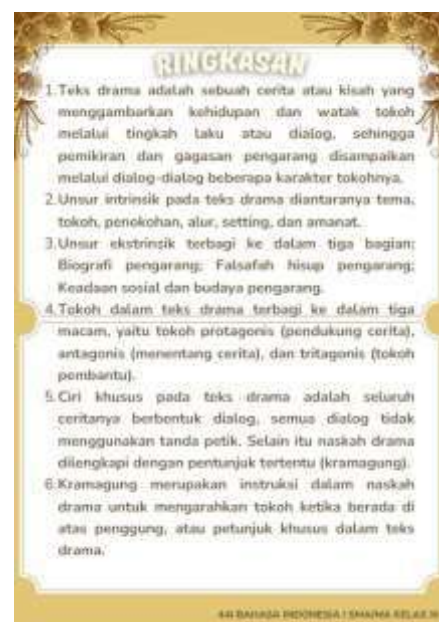 RINGKASAN
1. Teks drama adalah sebuah cerita atau kisah yang
menggambarkan kehidupan dan watak tokoh
melalui tingkah laku atau dialog, sehingga
pemikiran dan gagasan pengarang disampaikan
melalui dialog-dialog beberapa karakter tokohnya.
2. Unsur intrinsik pada teks drama diantaranya tema,
tokoh, penokohan, alur, setting, dan amanat.
3. Unsur ekstrinsik terbagi ke dalam tiga bagian:
Biografi pengarang; Falsafah hisup pengarang;
Keadaan sosial dan budaya pengarang.
4. Tokoh dalam teks drama terbagi ke dalam tiga
macam, yaitu tokoh protagonis (pendukung cerita),
antagonis (menentang cerita), dan tritagonis (tokoh
pembantu).
5. Ciri khusus pada teks drama adalah seluruh
ceritanya berbentuk dialog, semua dialog tidak
menggunakan tanda petik. Selain itu naskah drama
dilengkapi dengan pentunjuk tertentu (kramagung).
6. Kramagung merupakan instruksi dalam naskah
drama untuk mengarahkan tokoh ketika berada di
atas penggung, atau petunjuk khusus dalam teks
drama.
BAHASA INDONESIA / SMA/MA KELAS XI